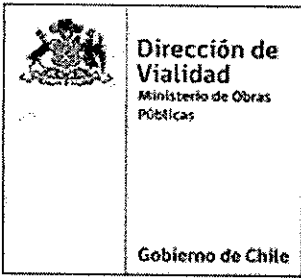 Dirección de
Vialidad
Ministerio de Obras
Públicas
Gobierno de Chile